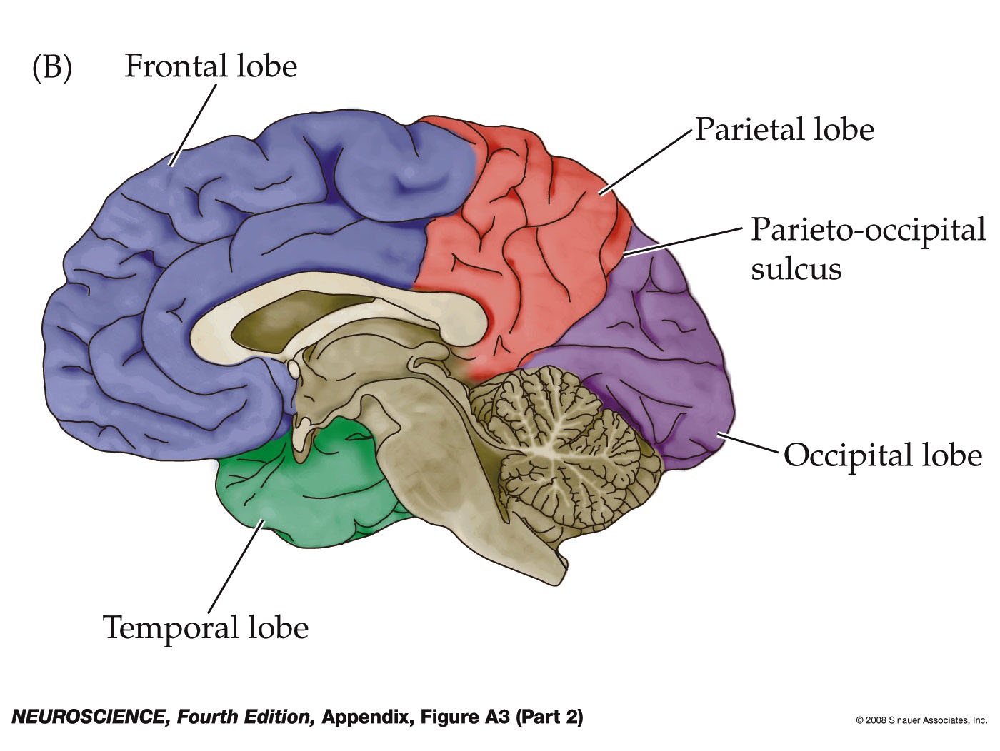 (B) Frontal lobe
Parietal lobe
Parieto-occipital
sulcus
Occipital lobe
Temporal lobe
NEUROSCIENCE, Fourth Edition, Appendix, Figure A3 (Part 2)
© 2008 Sinauer Associates, Inc.